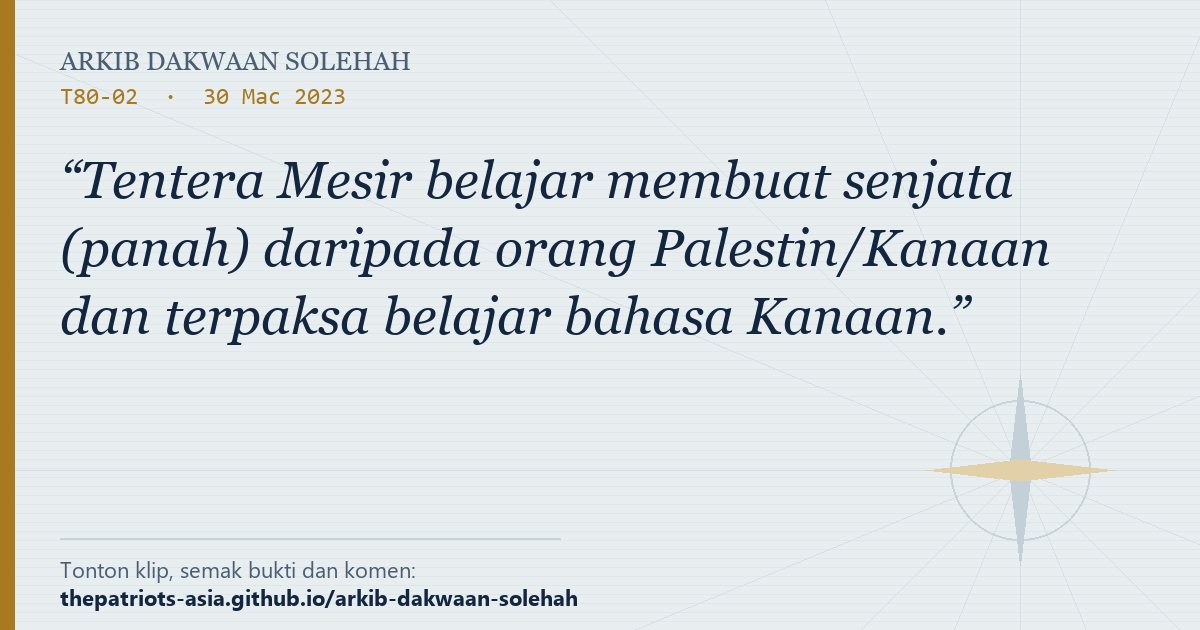 ARKIB DAKWAAN SOLEHAH
T80-02 · 30 Mac 2023
“Tentera Mesir belajar membuat senjata
(panah) daripada orang Palestin/Kanaan
dan terpaksa belajar bahasa Kanaan.”
Tonton klip, semak bukti dan komen:
thepatriots-asia.github.io/arkib-dakwaan-solehah